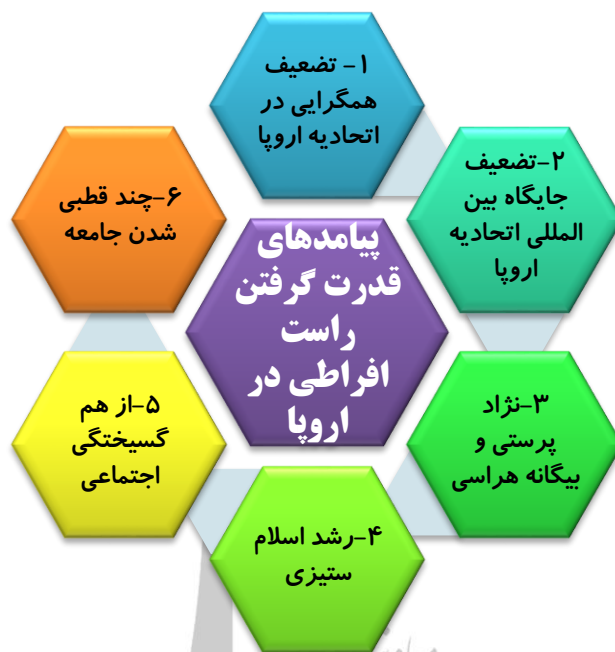 پیامدهای
قدرت گرفتن
راست
افراطی در
اروپا
۱- تضعیف
همگرایی در
اتحادیه اروپا
۲-تضعیف
جایگاه بین
المللی اتحادیه
اروپا
۳-نژاد
پرستی و
بیگانه هراسی
۴-رشد اسلام
ستیزی
۵-از هم
گسیختگی
اجتماعی
۶-چند قطبی
شدن جامعه